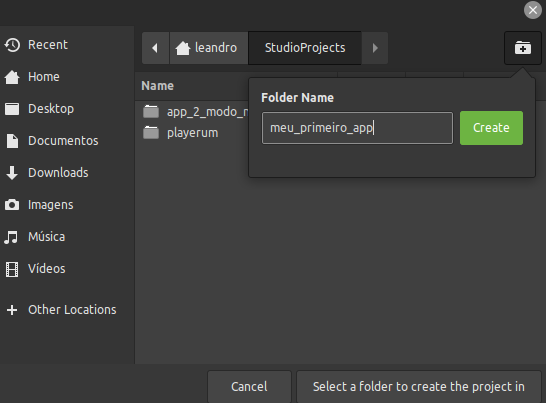 Recent
Home
Desktop
Documentos
Downloads
Imagens
Música
Vídeos
Other Locations
leandro
StudioProjects
Name
app_2_modo_
playerum
Folder Name
meu_primeiro_app
Create
Cancel
Select a folder to create the project in